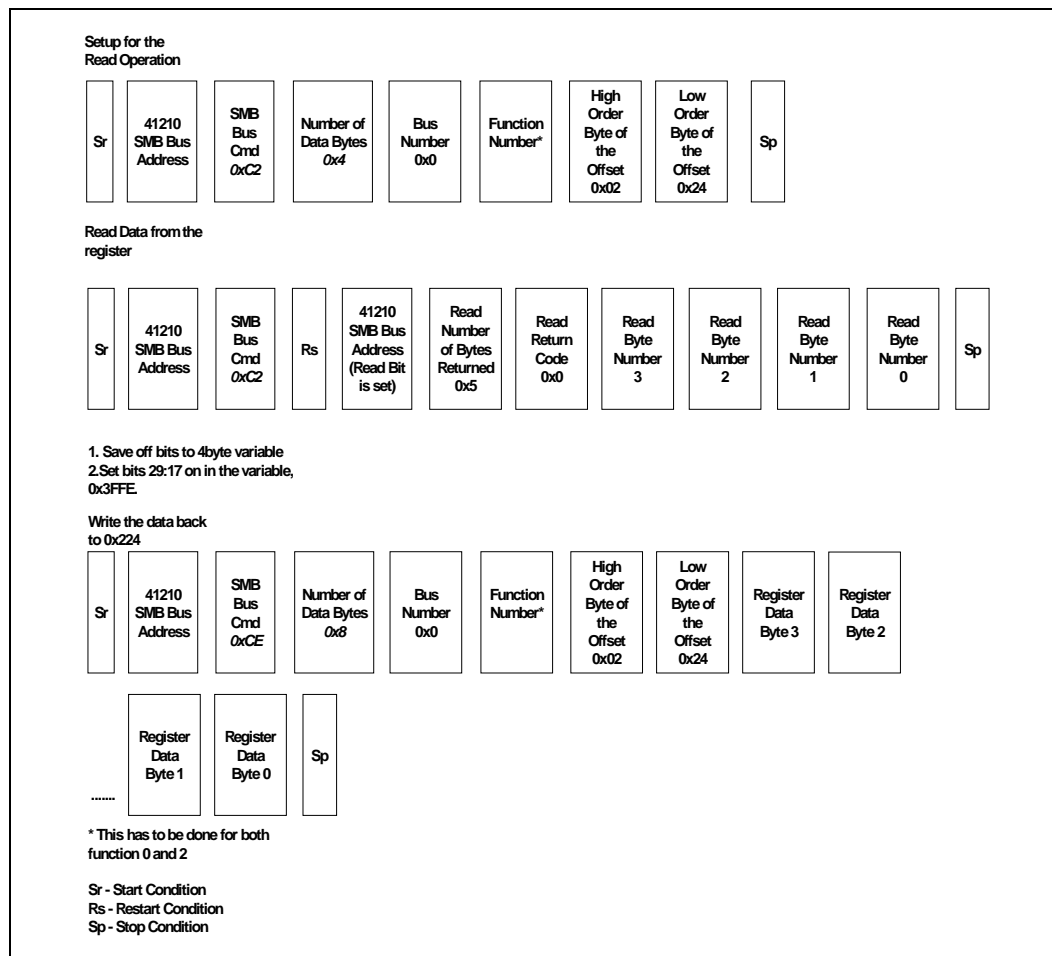 Setup for the
Read Operation
Sr
41210
SMB Bus
Address
SMB
Bus
Cmd
0xC2
Number of
Data Bytes
0x4
Bus
Number
0x0
Function
Number*
High
Order
Byte of
the
Offset
0x02
Low
Order
Byte of
the
Offset
0x24
Sp
Read Data from the
register
Sr
41210
SMB Bus
Address
SMB
Bus
Cmd
0xC2
Rs
41210
SMB Bus
Address
(Read Bit
is set)
Read
Number
of Bytes
Returned
0x5
Read
Return
Code
0x0
Read
Byte
Number
3
Read
Byte
Number
2
Read
Byte
Number
1
Read
Byte
Number
0
Sp
1. Save off bits to 4byte variable
2.Set bits 29:17 on in the variable,
0x3FFE.
Write the data back
to 0x224
Sr
41210
SMB Bus
Address
SMB
Bus
Cmd
0xCE
Number of
Data Bytes
0x8
Bus
Number
0x0
Function
Number*
High
Order
Byte of
the
Offset
0x02
Low
Order
Byte of
the
Offset
0x24
Register
Data
Byte 3
Register
Data
Byte 2
.......
Register
Data
Byte 1
Register
Data
Byte 0
Sp
* This has to be done for both
function 0 and 2
Sr - Start Condition
Rs - Restart Condition
Sp - Stop Condition